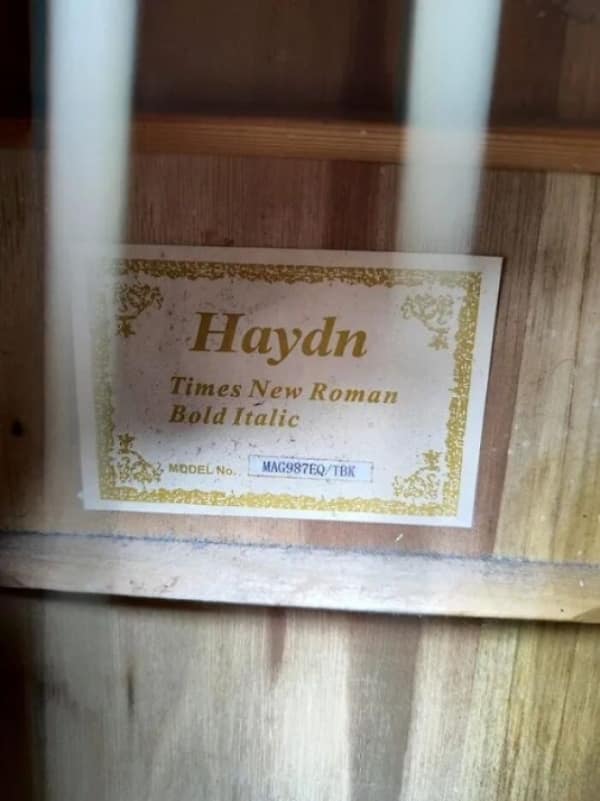 Haydn
Times New Roman
Bold Italic
MODEL No. MAG987EQ/TBK